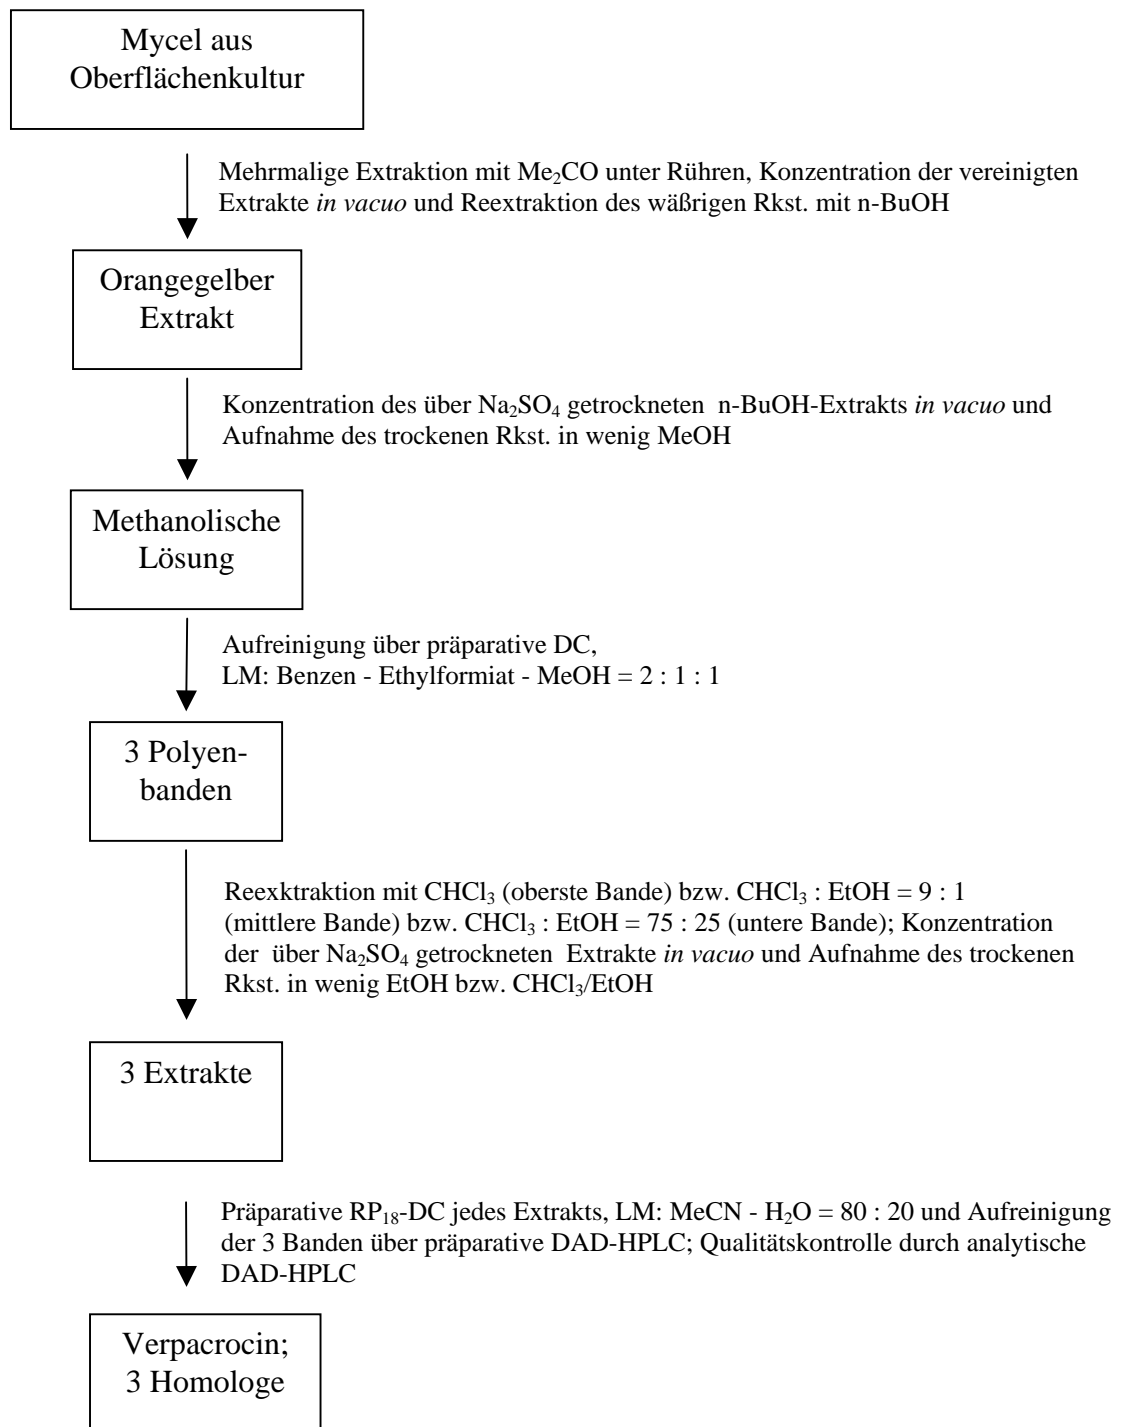 Mycel aus
Oberflächenkultur
Mehrmalige Extraktion mit Me₂CO unter Rühren, Konzentration der vereinigten
Extrakte in vacuo und Reextraktion des wäßrigen Rkst. mit n-BuOH
Orangegelber
Extrakt
Konzentration des über Na₂SO₄ getrockneten n-BuOH-Extrakts in vacuo und
Aufnahme des trockenen Rkst. in wenig MeOH
Methanolische
Lösung
Aufreinigung über präparative DC,
LM: Benzen - Ethylformiat - MeOH = 2 : 1 : 1
3 Polyen-
banden
Reexktraktion mit CHCl₃ (oberste Bande) bzw. CHCl₃ : EtOH = 9 : 1
(mittlere Bande) bzw. CHCl₃ : EtOH = 75 : 25 (untere Bande); Konzentration
der über Na₂SO₄ getrockneten Extrakte in vacuo und Aufnahme des trockenen
Rkst. in wenig EtOH bzw. CHCl₃/EtOH
3 Extrakte
Präparative RP₁₈-DC jedes Extrakts, LM: MeCN - H₂O = 80 : 20 und Aufreinigung
der 3 Banden über präparative DAD-HPLC; Qualitätskontrolle durch analytische
DAD-HPLC
Verpacrocin;
3 Homologe